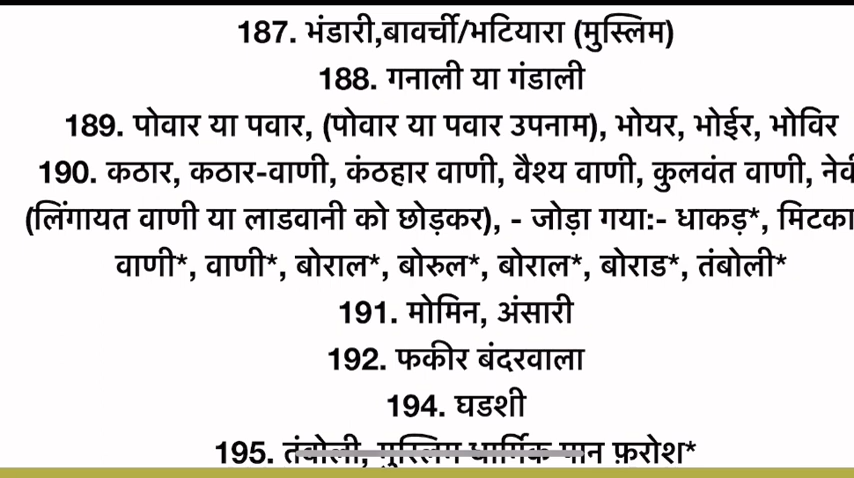 187. भंडारी,बावर्ची/भटियारा (मुस्लिम)
188. गनाली या गंडाली
189. पोवार या पवार, (पोवार या पवार उपनाम), भोयर, भोईर, भोविर
190. कठार, कठार-वाणी, कंठहार वाणी, वैश्य वाणी, कुलवंत वाणी,
(लिंगायत वाणी या लाडवानी को छोड़कर), - जोड़ा गया:- धाकड़*, मिटका
वाणी*, वाणी*, बोराल*, बोरुल*, बोराल*, बोराड*, तंबोली*
191. मोमिन, अंसारी
192. फकीर बंदरवाला
194. घडशी
195. तंबोली, मुस्लिम धार्मिक पान फ़रोश*